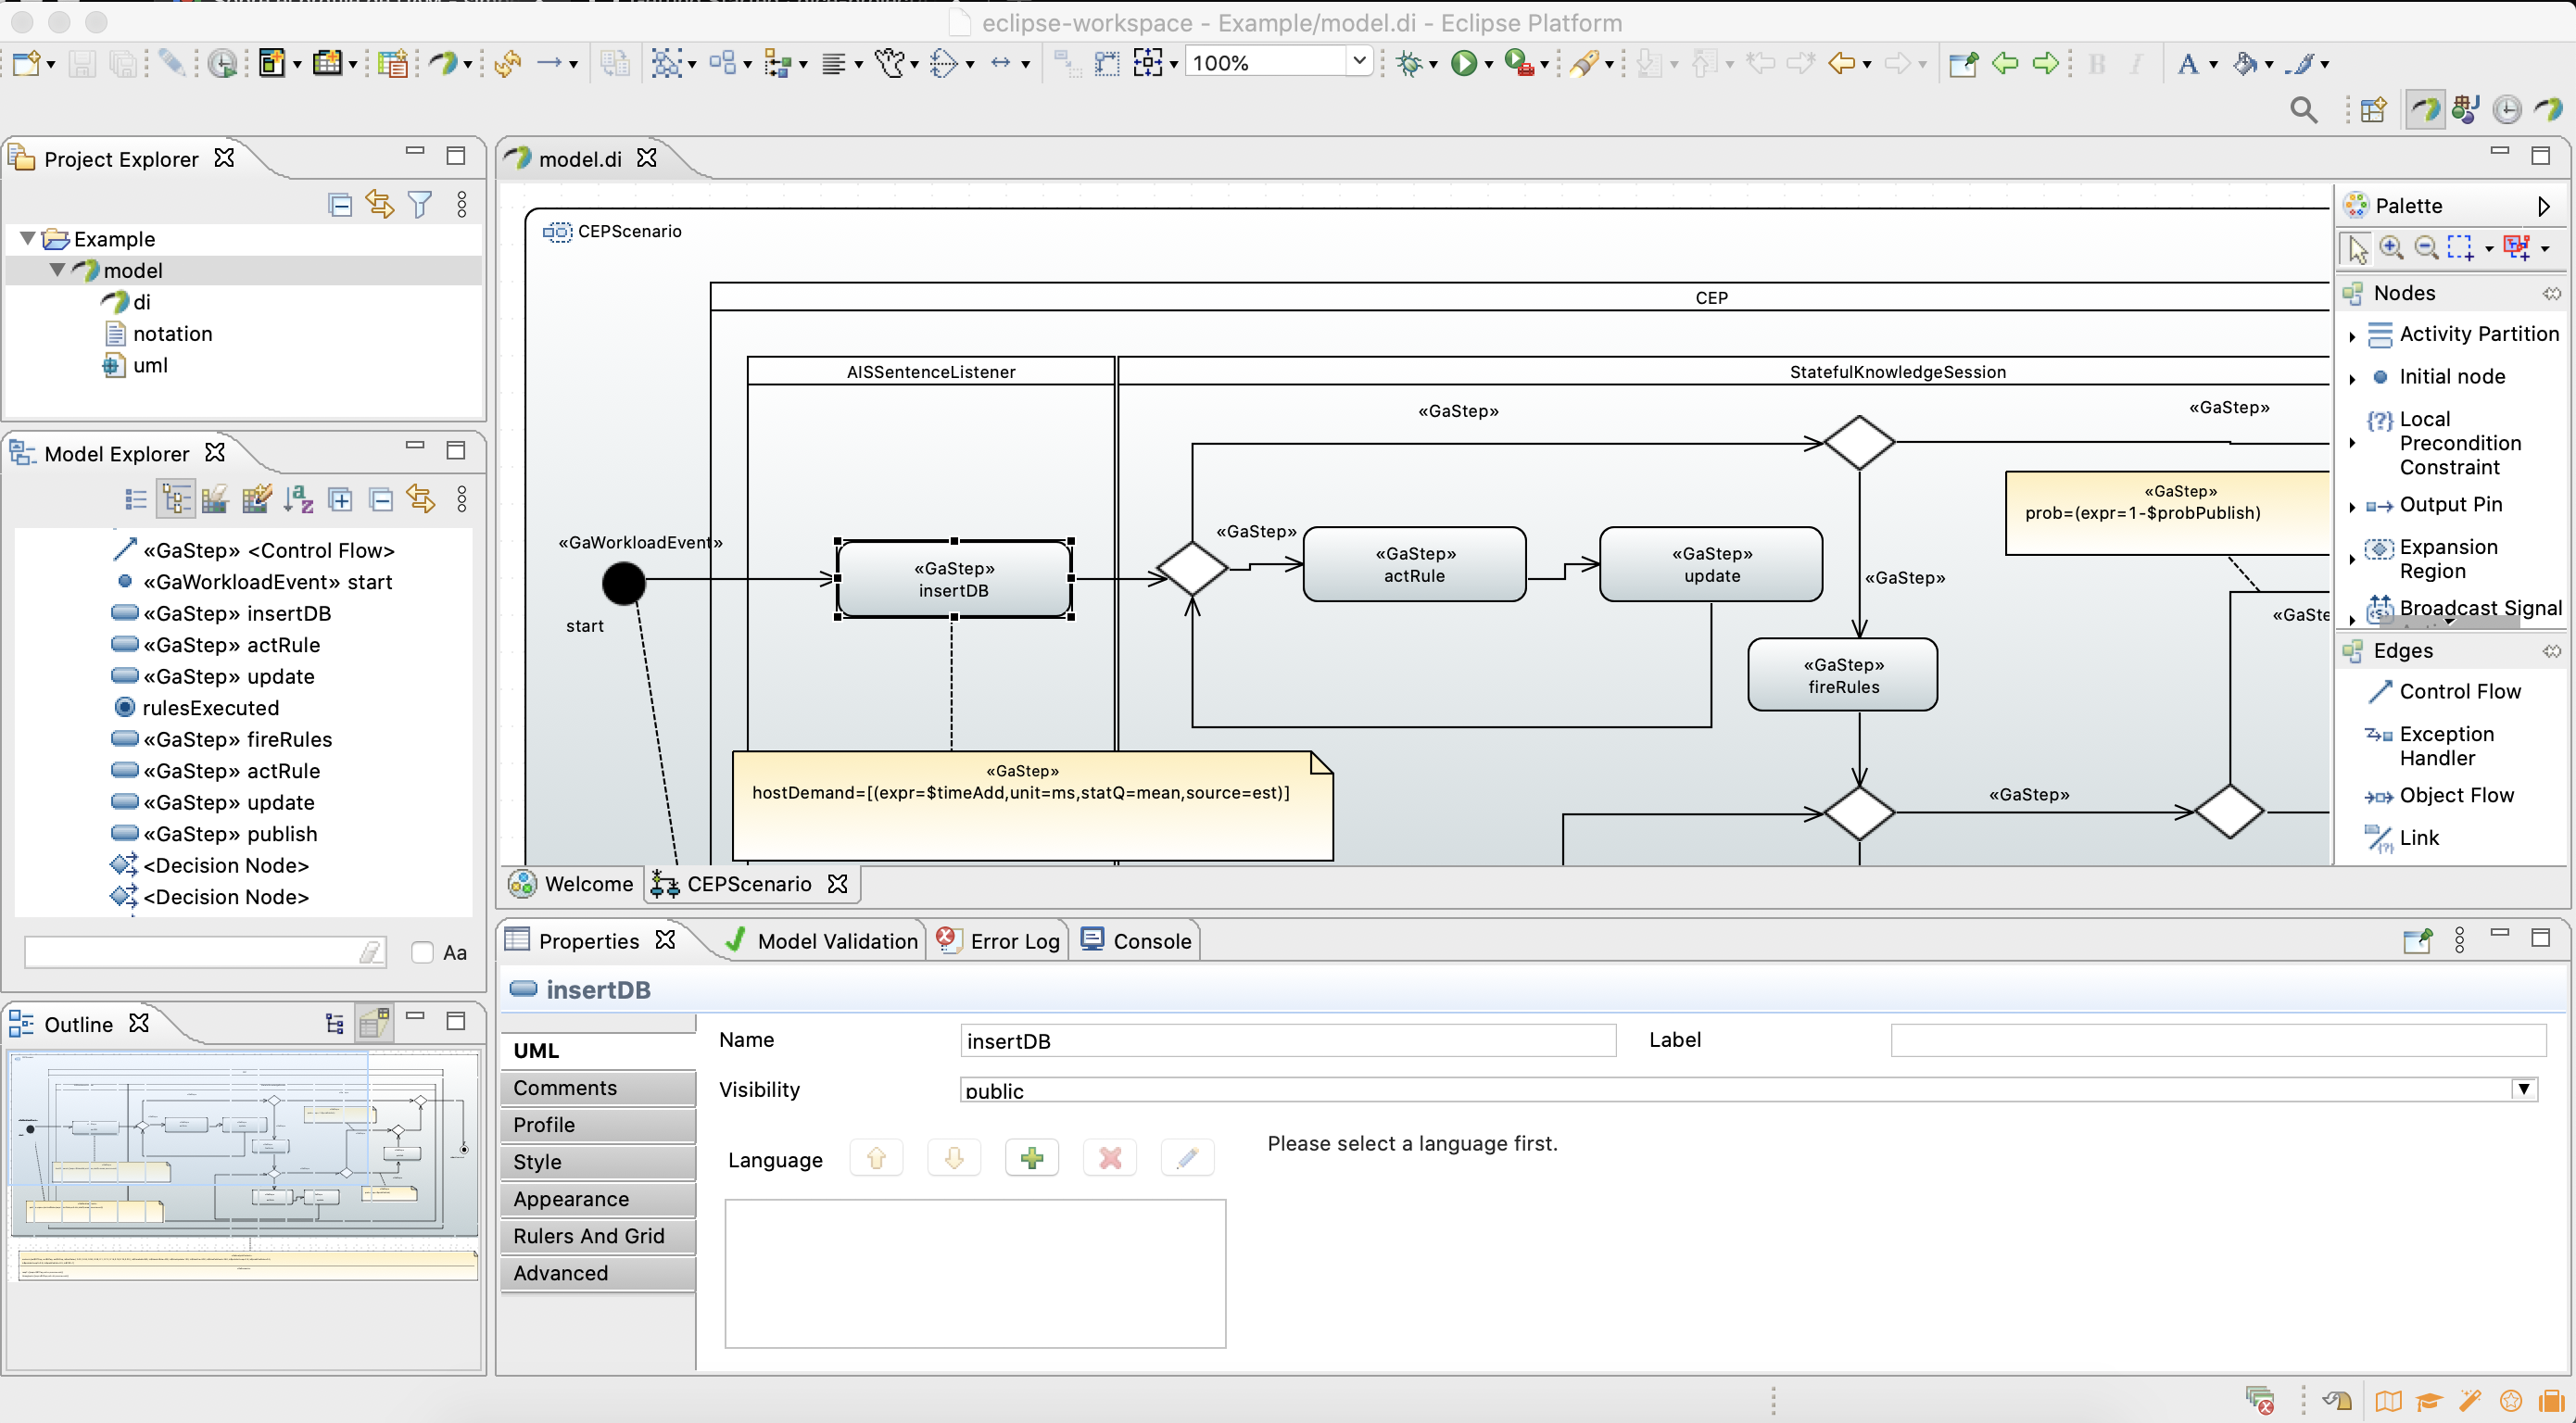 eclipse-workspace - Example/model.di - Eclipse Platform
100%
B I A
Project Explorer
Example
model
di
notation
uml
Model Explorer
«GaStep» <Control Flow>
«GaWorkloadEvent» start
«GaStep» insertDB
«GaStep» actRule
«GaStep» update
rulesExecuted
«GaStep» fireRules
«GaStep» actRule
«GaStep» update
«GaStep» publish
<Decision Node>
<Decision Node>
Aa
Outline
model.di
CEPScenario
CEP
AISSentenceListener
StatefulKnowledgeSession
«GaStep»
«GaStep»
«GaStep»
prob=(expr=1-$probPublish)
«GaWorkloadEvent»
start
«GaStep»
insertDB
«GaStep»
«GaStep»
actRule
«GaStep»
update
«GaStep»
«GaSte
«GaStep»
fireRules
«GaStep»
hostDemand=[(expr=$timeAdd,unit=ms,statQ=mean,source=est)]
«GaStep»
Welcome
CEPScenario
Palette
Nodes
Activity Partition
Initial node
Local
Precondition
Constraint
Output Pin
Expansion
Region
Broadcast Signal
Edges
Control Flow
Exception
Handler
Object Flow
Link
Properties
Model Validation
Error Log
Console
insertDB
UML
Comments
Profile
Style
Appearance
Rulers And Grid
Advanced
Name
insertDB
Label
Visibility
public
Language
Please select a language first.